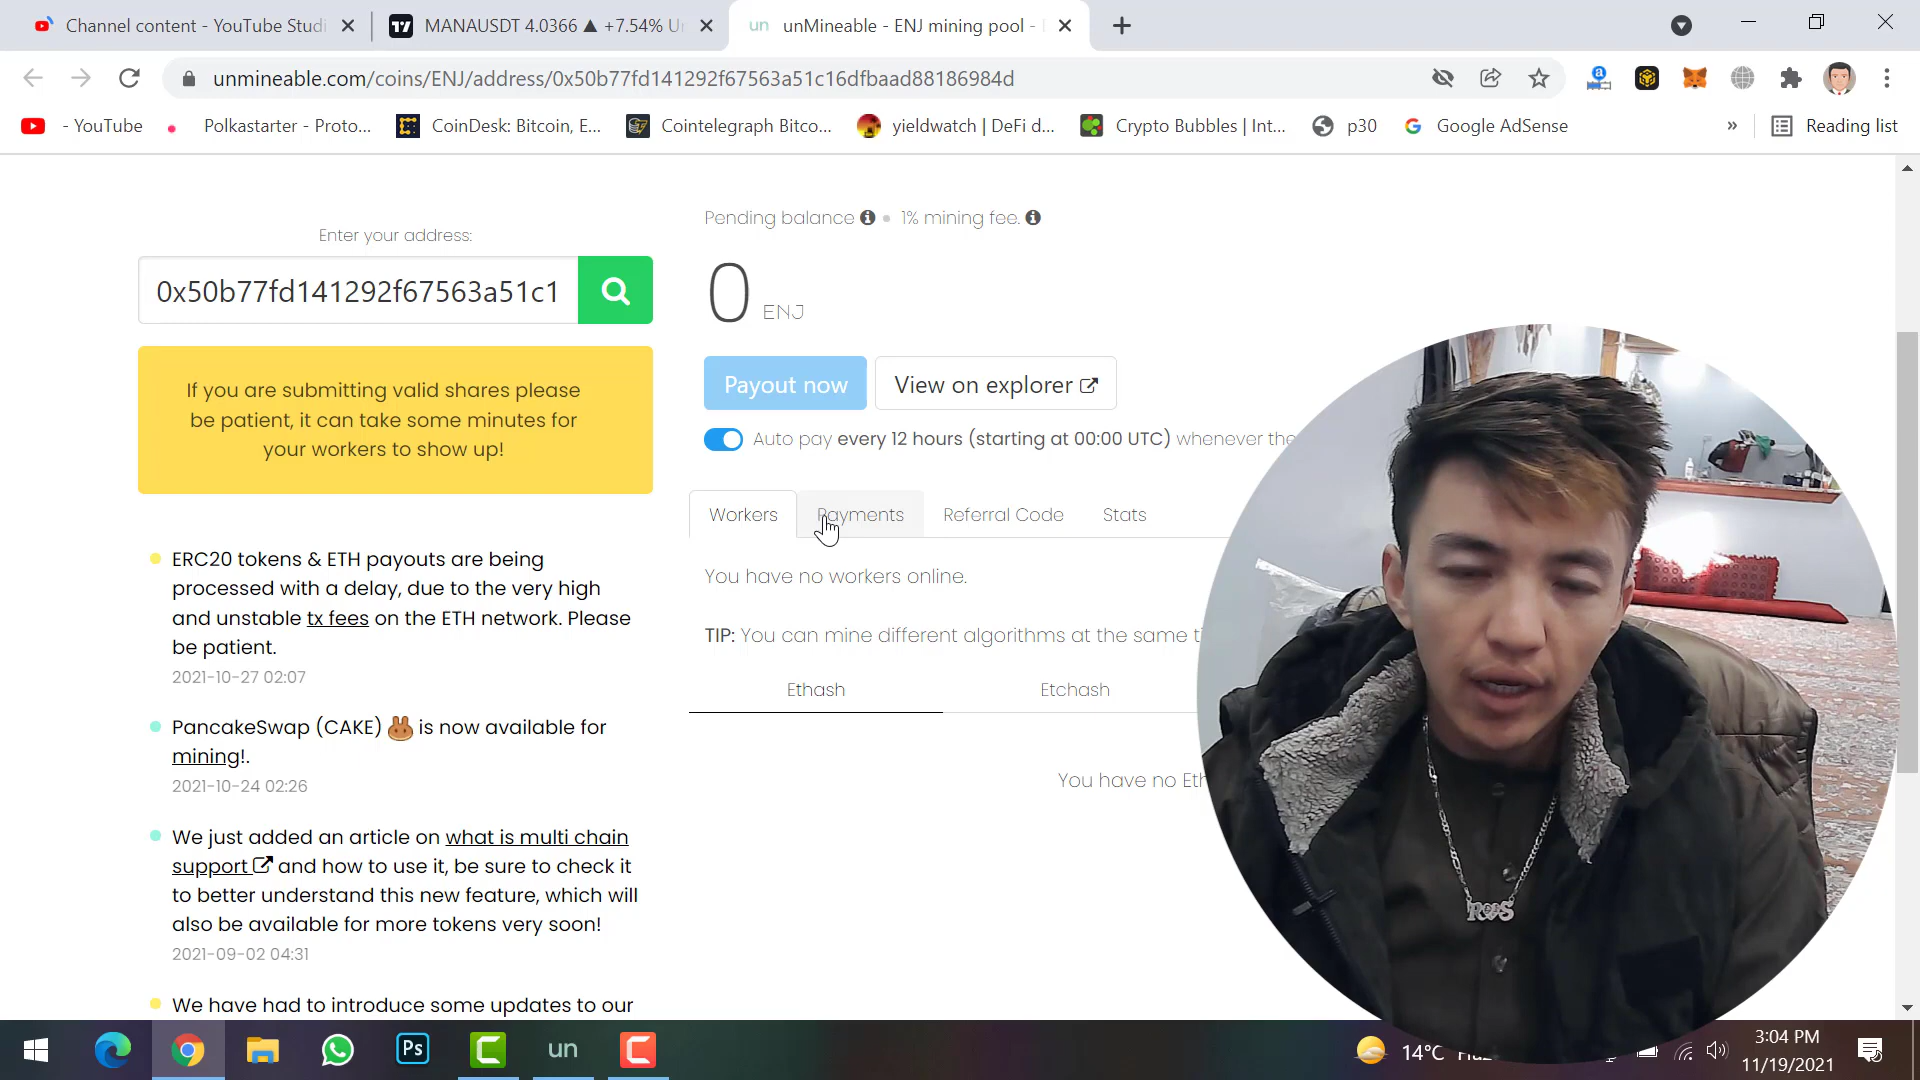 Channel content - YouTube Studi
MANAUSDT 4.0366 ▲ +7.54% Un
un unMineable - ENJ mining pool -
unmineable.com/coins/ENJ/address/0x50b77fd141292f67563a51c16dfbaad88186984d
- YouTube
Polkastarter - Proto...
CoinDesk: Bitcoin, E...
Cointelegraph Bitco...
yieldwatch | DeFi d...
Crypto Bubbles | Int...
p30
Google AdSense
»
Reading list
Pending balance • 1% mining fee.
Enter your address:
0x50b77fd141292f67563a51c1
0 ENJ
Payout now
View on explorer
If you are submitting valid shares please
be patient, it can take some minutes for
your workers to show up!
Auto pay every 12 hours (starting at 00:00 UTC) whenever the
Workers
Payments
Referral Code
Stats
You have no workers online.
TIP: You can mine different algorithms at the same ti
Ethash
Etchash
You have no Eth
ERC20 tokens & ETH payouts are being
processed with a delay, due to the very high
and unstable tx fees on the ETH network. Please
be patient.
2021-10-27 02:07
PancakeSwap (CAKE) is now available for
mining!.
2021-10-24 02:26
We just added an article on what is multi chain
support and how to use it, be sure to check it
to better understand this new feature, which will
also be available for more tokens very soon!
2021-09-02 04:31
We have had to introduce some updates to our
Ps
un
14°C
3:04 PM
11/19/2021